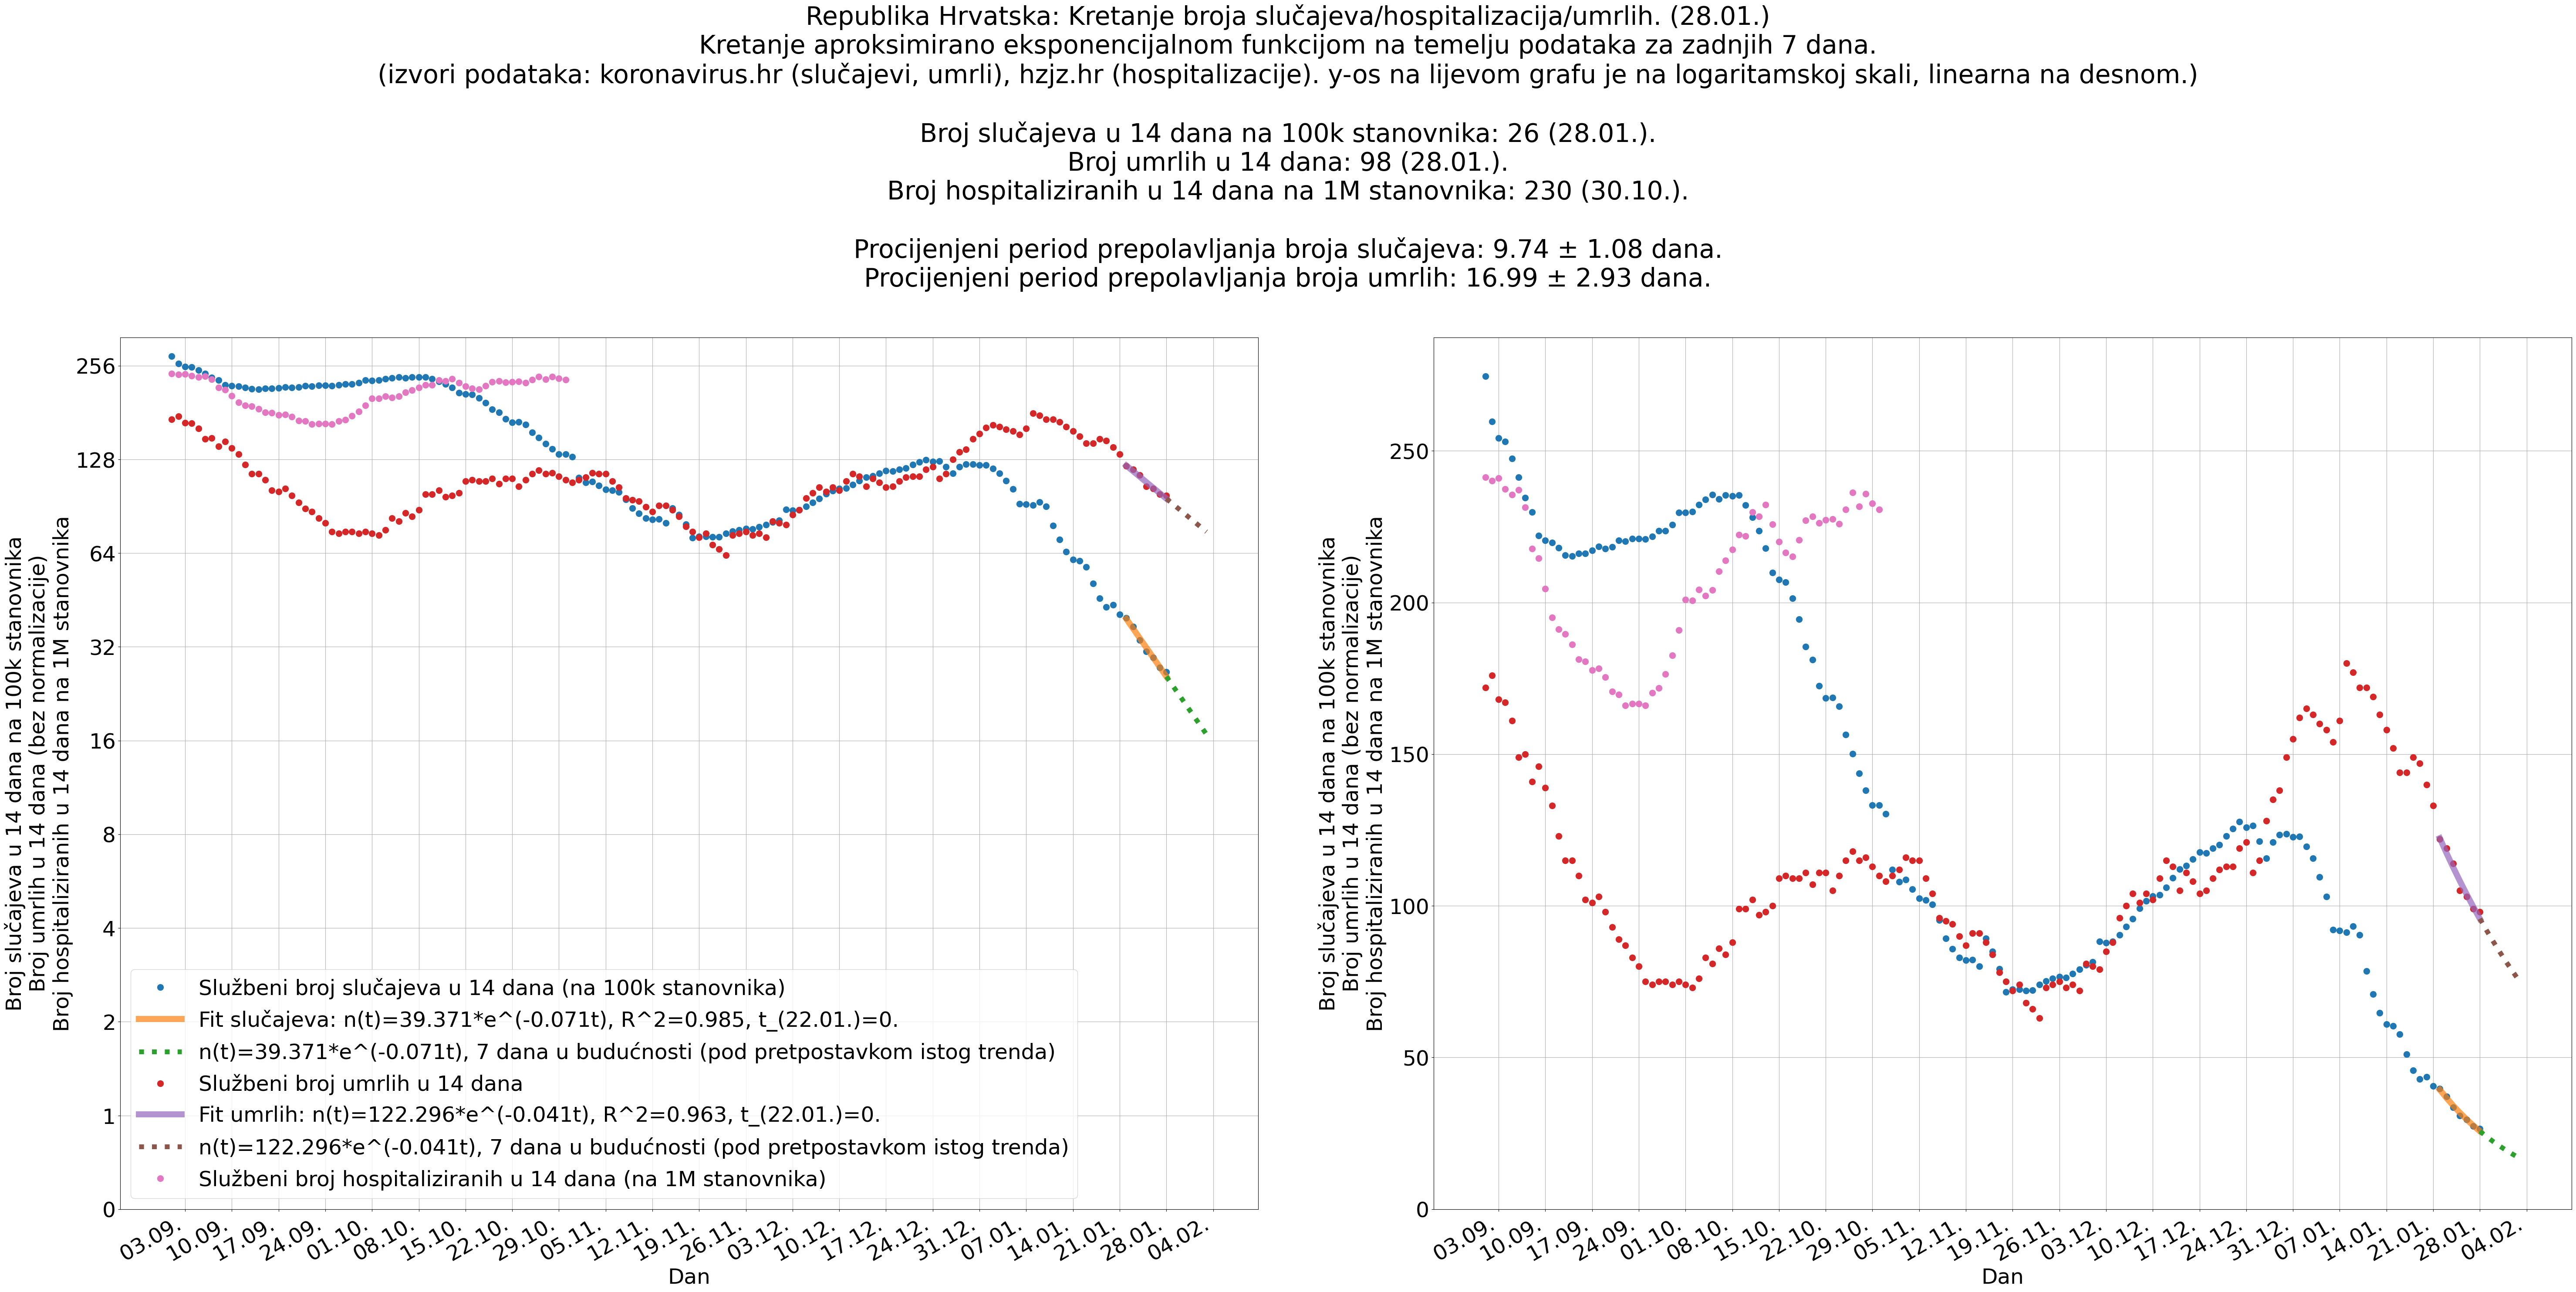 Republika Hrvatska: Kretanje broja slučajeva/hospitalizacija/umrlih. (28.01.)
Kretanje aproksimirano eksponencijalnom funkcijom na temelju podataka za zadnjih 7 dana.
(izvori podataka: koronavirus.hr (slučajevi, umrli), hzjz.hr (hospitalizacije). y-os na lijevom grafu je na logaritamskoj skali, linearna na desnom.)
Broj slučajeva u 14 dana na 100k stanovnika: 26 (28.01.).
Broj umrlih u 14 dana: 98 (28.01.).
Broj hospitaliziranih u 14 dana na 1M stanovnika: 230 (30.10.).
Procijenjeni period prepolavljanja broja slučajeva: 9.74 ± 1.08 dana.
Procijenjeni period prepolavljanja broja umrlih: 16.99 ± 2.93 dana.
Broj slučajeva u 14 dana na 100k stanovnika
Broj umrlih u 14 dana (bez normalizacije)
Broj hospitaliziranih u 14 dana na 1M stanovnika
256
128
64
32
16
8
4
2
1
0
Službeni broj slučajeva u 14 dana (na 100k stanovnika)
Fit slučajeva: n(t)=39.371*e^(-0.071t), R^2=0.985, t_(22.01.)=0.
n(t)=39.371*e^(-0.071t), 7 dana u budućnosti (pod pretpostavkom istog trenda)
Službeni broj umrlih u 14 dana
Fit umrlih: n(t)=122.296*e^(-0.041t), R^2=0.963, t_(22.01.)=0.
n(t)=122.296*e^(-0.041t), 7 dana u budućnosti (pod pretpostavkom istog trenda)
Službeni broj hospitaliziranih u 14 dana (na 1M stanovnika)
03.09. 10.09. 17.09. 24.09. 01.10. 08.10. 15.10. 22.10. 29.10. 05.11. 12.11. 19.11. 26.11. 03.12. 10.12. 17.12. 24.12. 31.12. 07.01. 14.01. 21.01. 28.01. 04.02.
Dan
Broj slučajeva u 14 dana na 100k stanovnika
Broj umrlih u 14 dana (bez normalizacije)
Broj hospitaliziranih u 14 dana na 1M stanovnika
250
200
150
100
50
0
03.09. 10.09. 17.09. 24.09. 01.10. 08.10. 15.10. 22.10. 29.10. 05.11. 12.11. 19.11. 26.11. 03.12. 10.12. 17.12. 24.12. 31.12. 07.01. 14.01. 21.01. 28.01. 04.02.
Dan